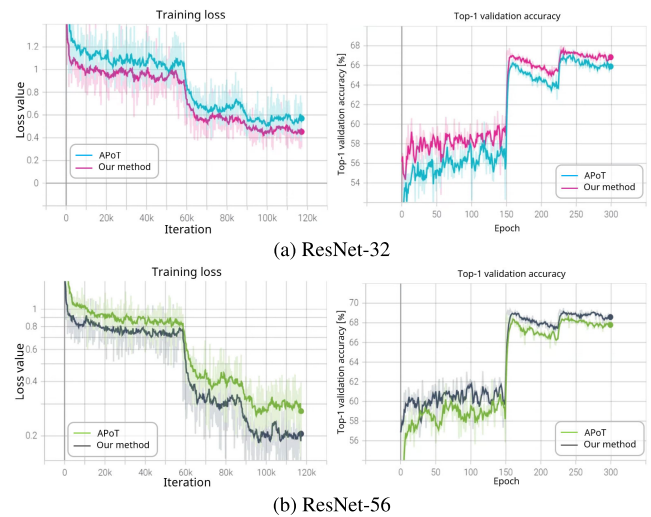 Training loss
1.2
1
0.8
0.6
0.4
0.2
0
Loss value
APoT
Our method
0 20k 40k 60k 80k 100k 120k
Iteration
Top-1 validation accuracy
68
66
64
62
60
58
56
54
Top-1 validation accuracy [%]
APoT
Our method
0 50 100 150 200 250 300
Epoch
(a) ResNet-32
Training loss
1
0.8
0.6
0.4
0.2
Loss value
APoT
Our method
0 20k 40k 60k 80k 100k 120k
Iteration
Top-1 validation accuracy
70
68
66
64
62
60
58
56
Top-1 validation accuracy [%]
APoT
Our method
0 50 100 150 200 250 300
Epoch
(b) ResNet-56